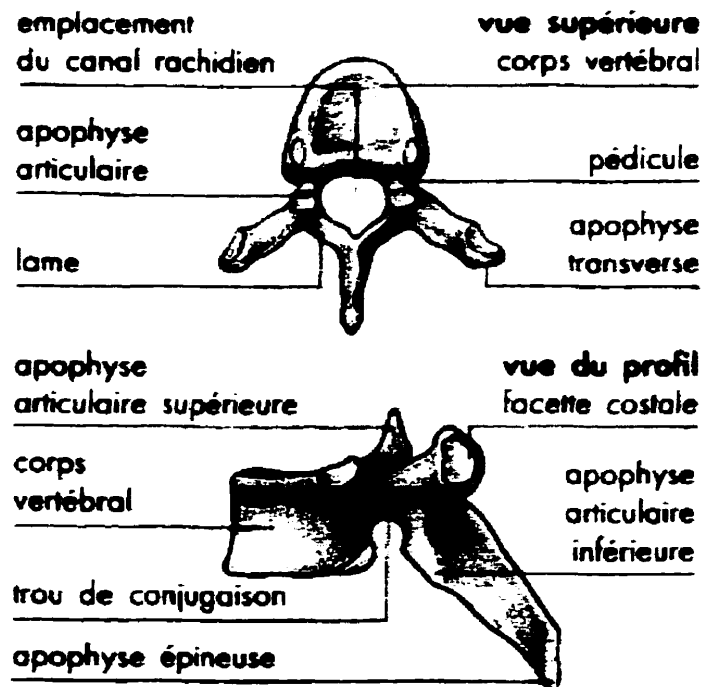 emplacement
du canal rachidien
vue supérieure
corps vertébral
apophyse
articulaire
pédicule
lame
apophyse
transverse
apophyse
articulaire supérieure
vue du profil
facette costale
corps
vertébral
apophyse
articulaire
inférieure
trou de conjugaison
apophyse épineuse